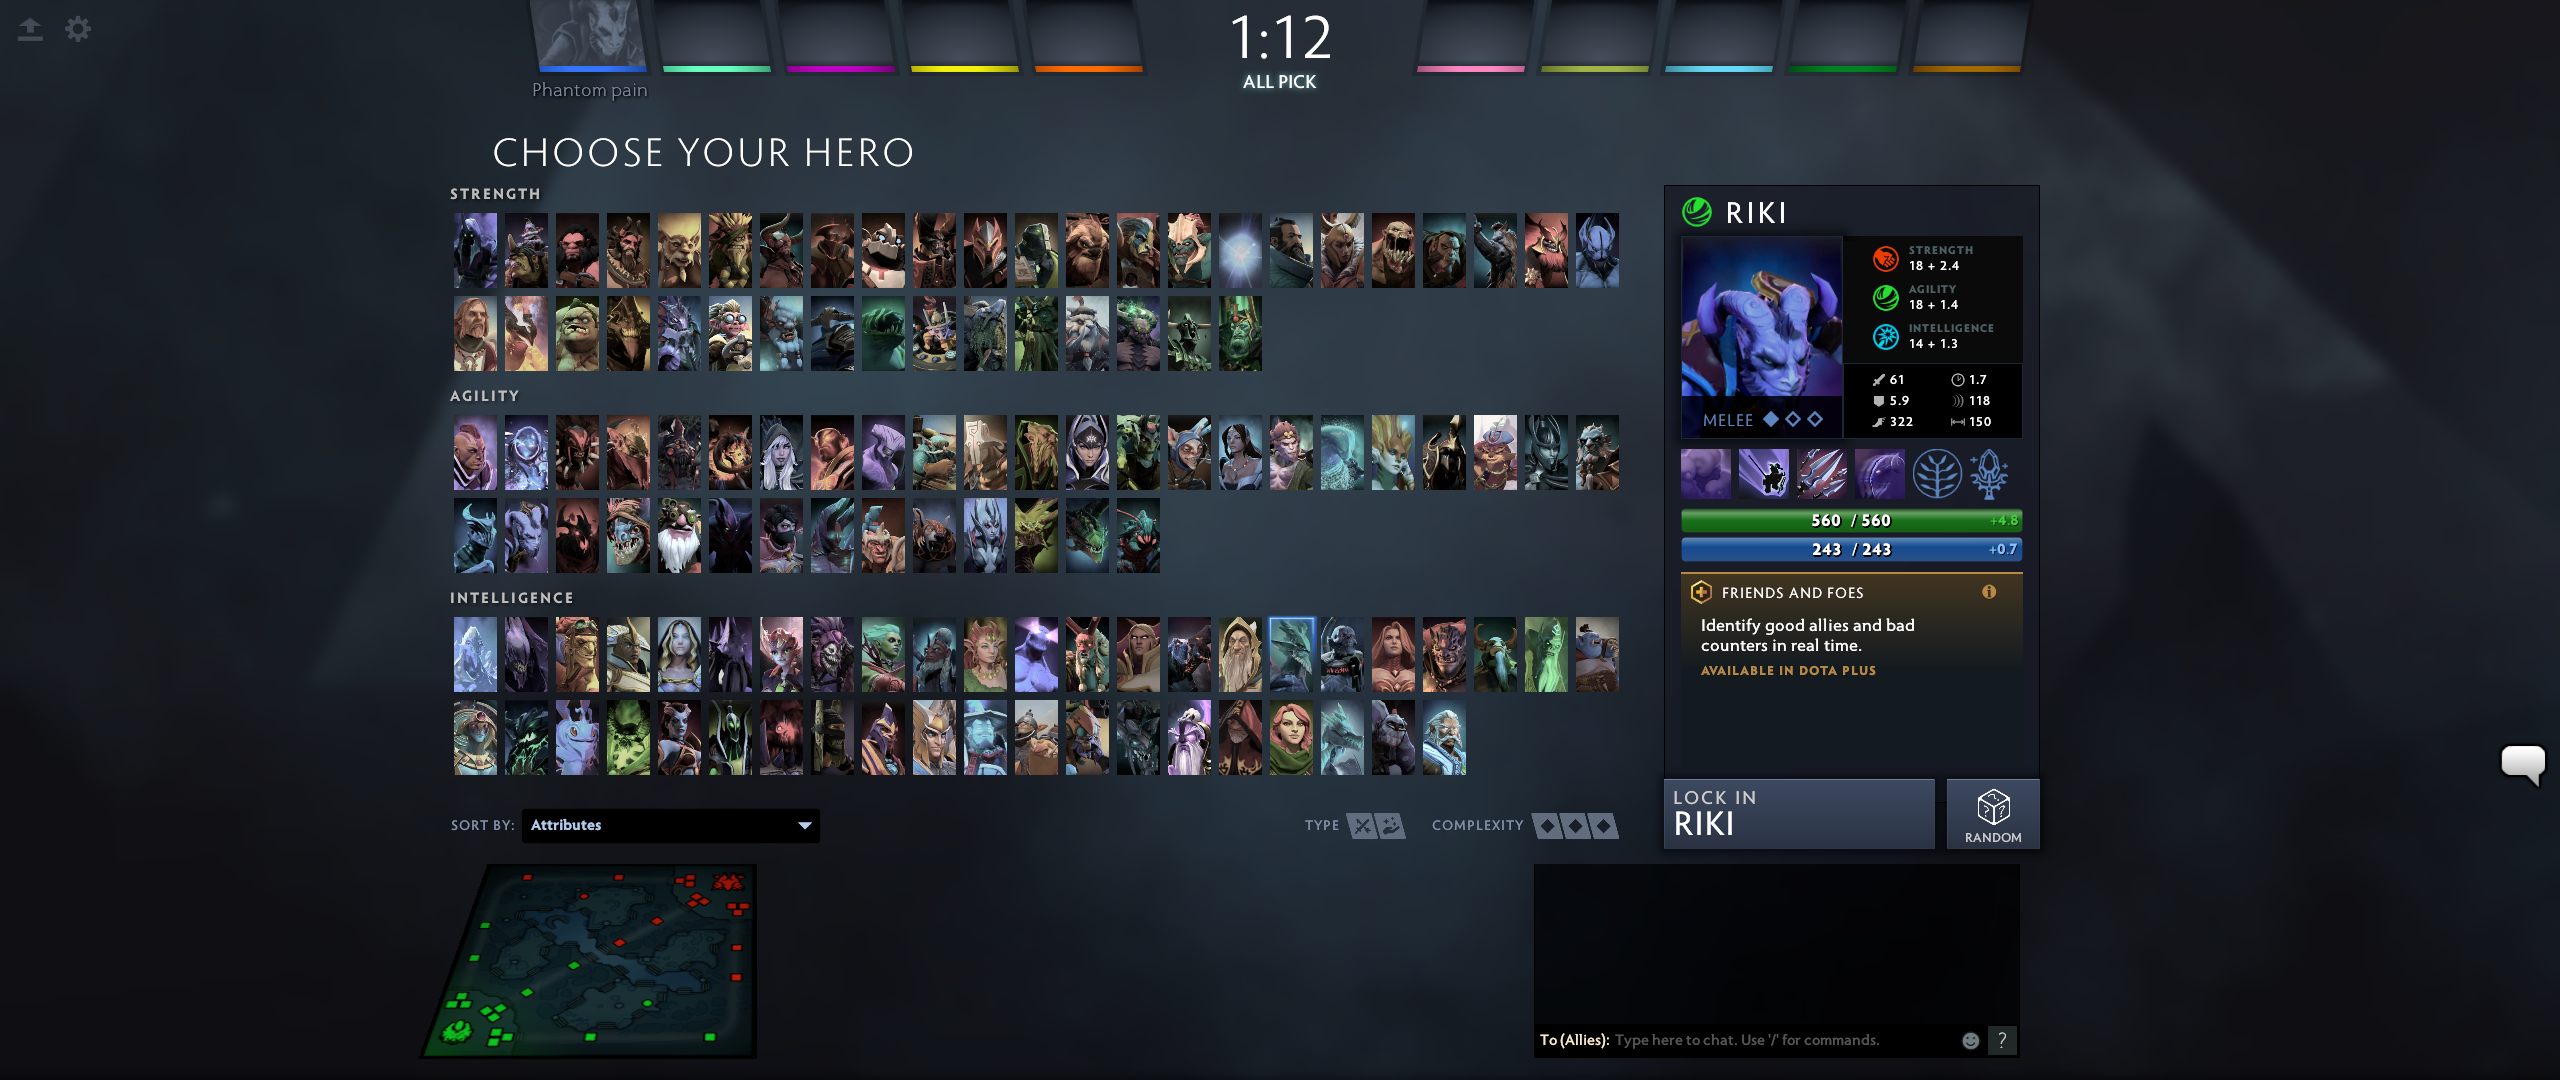 1:12
ALL PICK
Phantom pain
CHOOSE YOUR HERO
STRENGTH
AGILITY
INTELLIGENCE
SORT BY: Attributes
TYPE
COMPLEXITY
RIKI
STRENGTH
18 + 2.4
AGILITY
18 + 1.4
INTELLIGENCE
14 + 1.3
MELEE
61 1.7
5.9 118
322 150
560 / 560 +4.8
243 / 243 +0.7
FRIENDS AND FOES
Identify good allies and bad
counters in real time.
AVAILABLE IN DOTA PLUS
LOCK IN
RIKI
RANDOM
To (Allies): Type here to chat. Use '/' for commands. ?